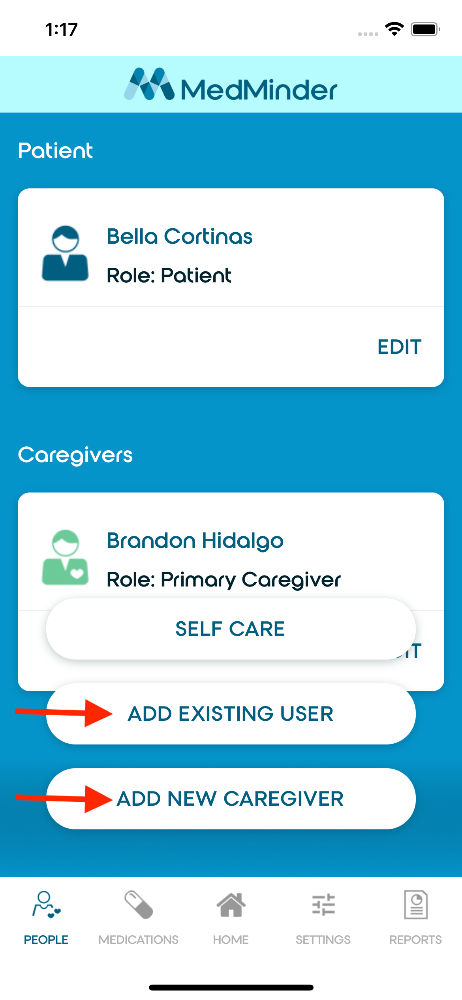 1:17
MedMinder
Patient
Bella Cortinas
Role: Patient
EDIT
Caregivers
Brandon Hidalgo
Role: Primary Caregiver
SELF CARE
IT
ADD EXISTING USER
ADD NEW CAREGIVER
PEOPLE MEDICATIONS HOME SETTINGS REPORTS